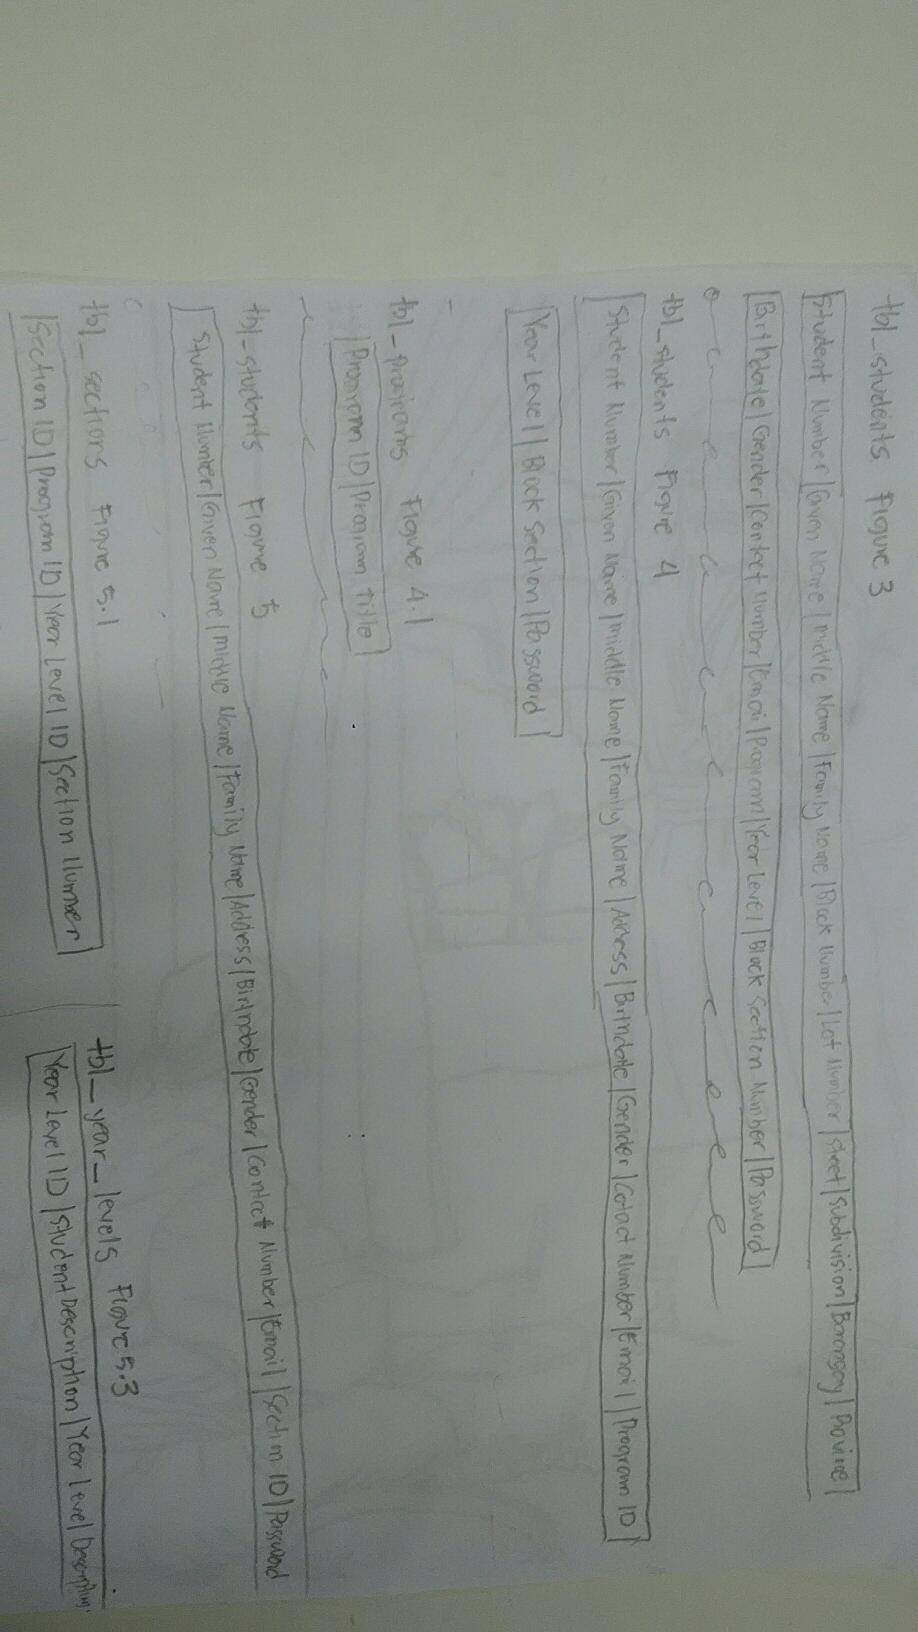 tbl_students Figure 3
Student Number | Given Name | Middle Name | Family Name | Block Number | Lot Number | Street | Subdivision | Barangay | Province |
| Birthdate | Gender | Contact Number | Email | Program | Year Level | Block Section Number | Password |
tbl_students Figure 4
Student Number | Given Name | Middle Name | Family Name | Address | Birthdate | Gender | Cotact Number | Email | Program ID
Year Level | Block Section | Password
tbl_programs Figure 4.1
| Program ID | Program Title |
tbl_students Figure 5
Student Number | Given Name | Middle Name | Family Name | Address | Birthdate | Gender | Contact Number | Email | Section ID | Password
tbl_sections Figure 5.1
| Section ID | Program ID | Year Level ID | Section Number |
tbl_year_levels Figure 5.3
Year Level ID | Student Description | Year Level Description